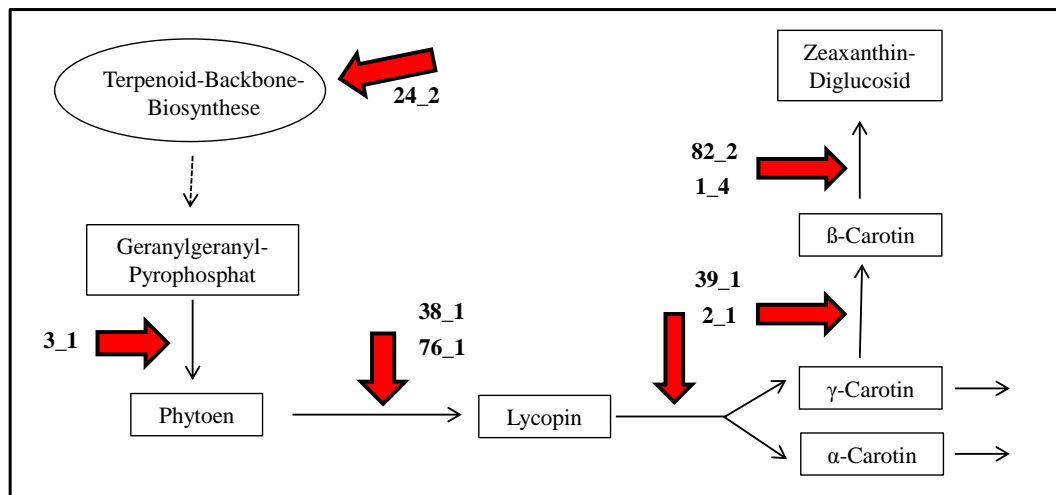 Terpenoid-Backbone-
Biosynthese
24_2
Geranylgeranyl-
Pyrophosphat
3_1
Phytoen
38_1
76_1
Lycopin
Zeaxanthin-
Diglucosid
82_2
1_4
ß-Carotin
39_1
2_1
γ-Carotin
α-Carotin